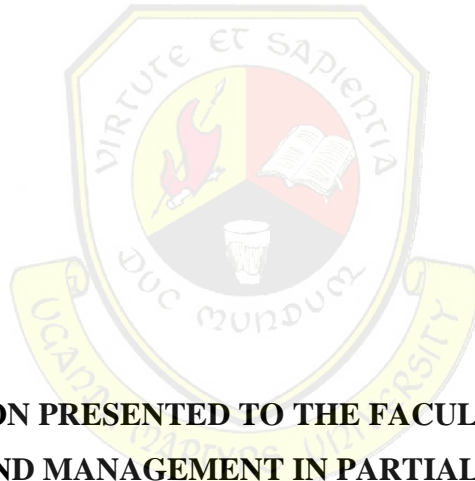 VIRTUTE ET SAPIENTIA
DUC MUNDUM
UGANDA MARTYRS UNIVERSITY
ON PRESENTED TO THE FACUL
ND MANAGEMENT IN PARTIAL